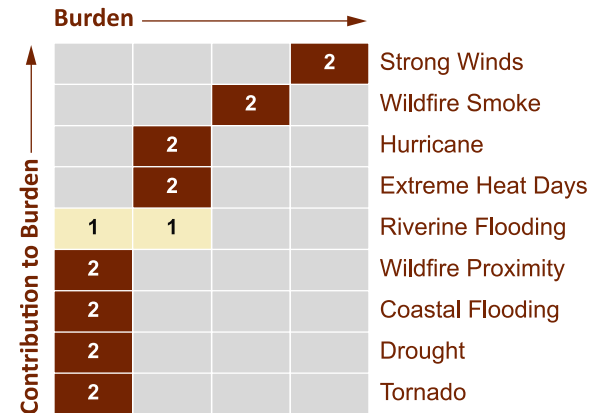 Burden
Contribution to Burden
2 Strong Winds
2 Wildfire Smoke
2 Hurricane
2 Extreme Heat Days
1 1 Riverine Flooding
2 Wildfire Proximity
2 Coastal Flooding
2 Drought
2 Tornado